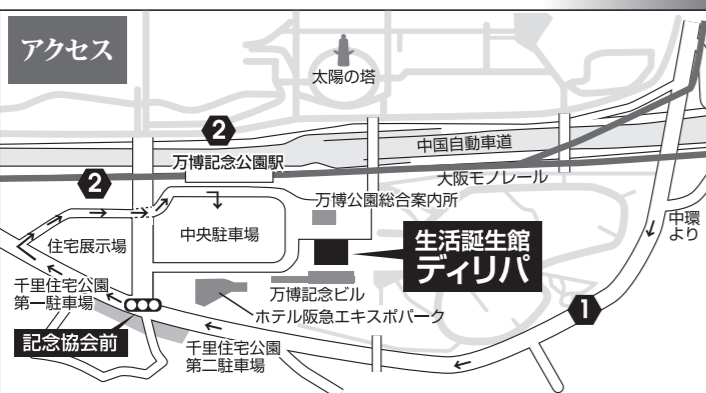 アクセス
太陽の塔
2
中国自動車道
万博記念公園駅
2
大阪モノレール
万博公園総合案内所
中環
より
住宅展示場
中央駐車場
生活誕生館
ディリパ
千里住宅公園
第一駐車場
万博記念ビル
ホテル阪急エキスポパーク
1
記念協会前
千里住宅公園
第二駐車場